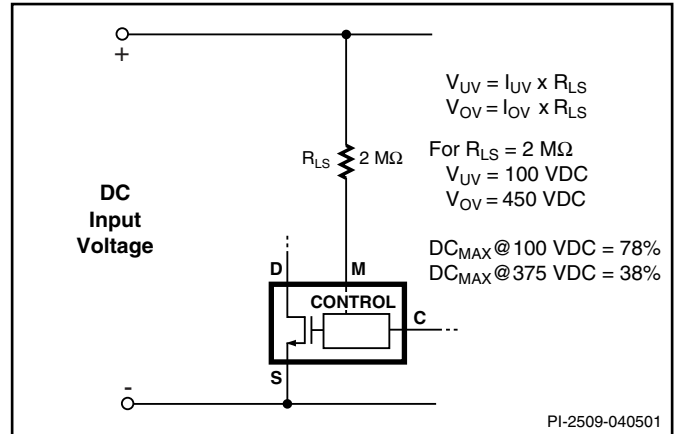 +
V_UV = I_UV x R_LS
V_OV = I_OV x R_LS
R_LS 2 MΩ
For R_LS = 2 MΩ
V_UV = 100 VDC
V_OV = 450 VDC
DC
Input
Voltage
DC_MAX@100 VDC = 78%
DC_MAX@375 VDC = 38%
D M
CONTROL
C
S
-
PI-2509-040501